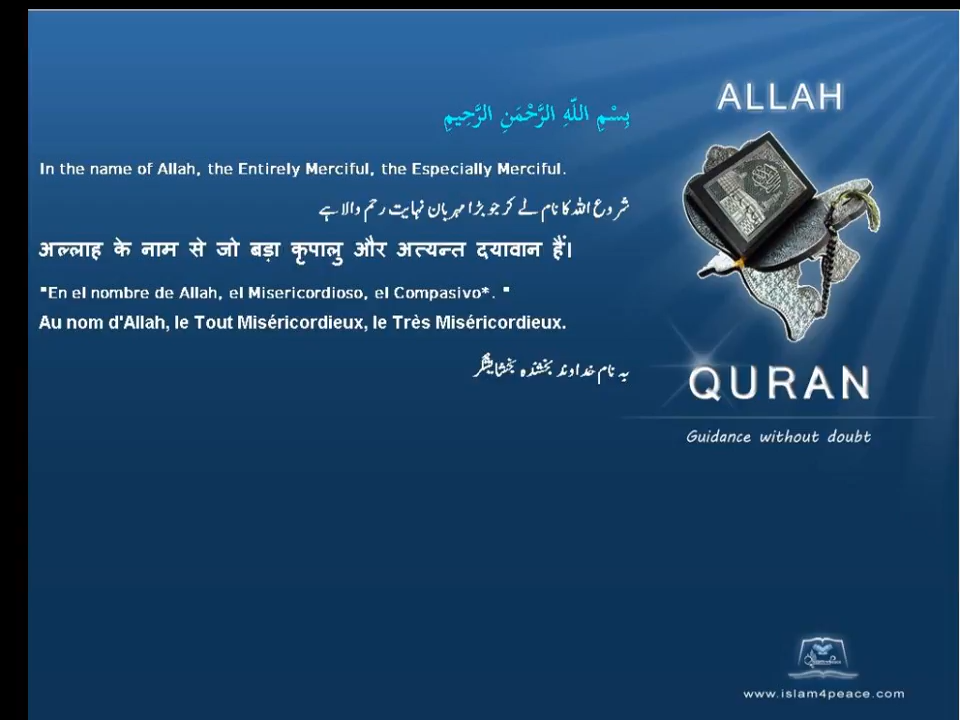 بِسْمِ اللّهِ الرَّحْمَنِ الرَّحِيمِ
In the name of Allah, the Entirely Merciful, the Especially Merciful.
شروع اللہ کا نام لے کر جو بڑا مہربان نہایت رحم والا ہے
अल्लाह के नाम से जो बड़ा कृपालु और अत्यन्त दयावान हैं।
"En el nombre de Allah, el Misericordioso, el Compasivo*. "
Au nom d'Allah, le Tout Miséricordieux, le Très Miséricordieux.
به نام خداوند بخشنده بخشایشگر
ALLAH
QURAN
Guidance without doubt
www.islam4peace.com